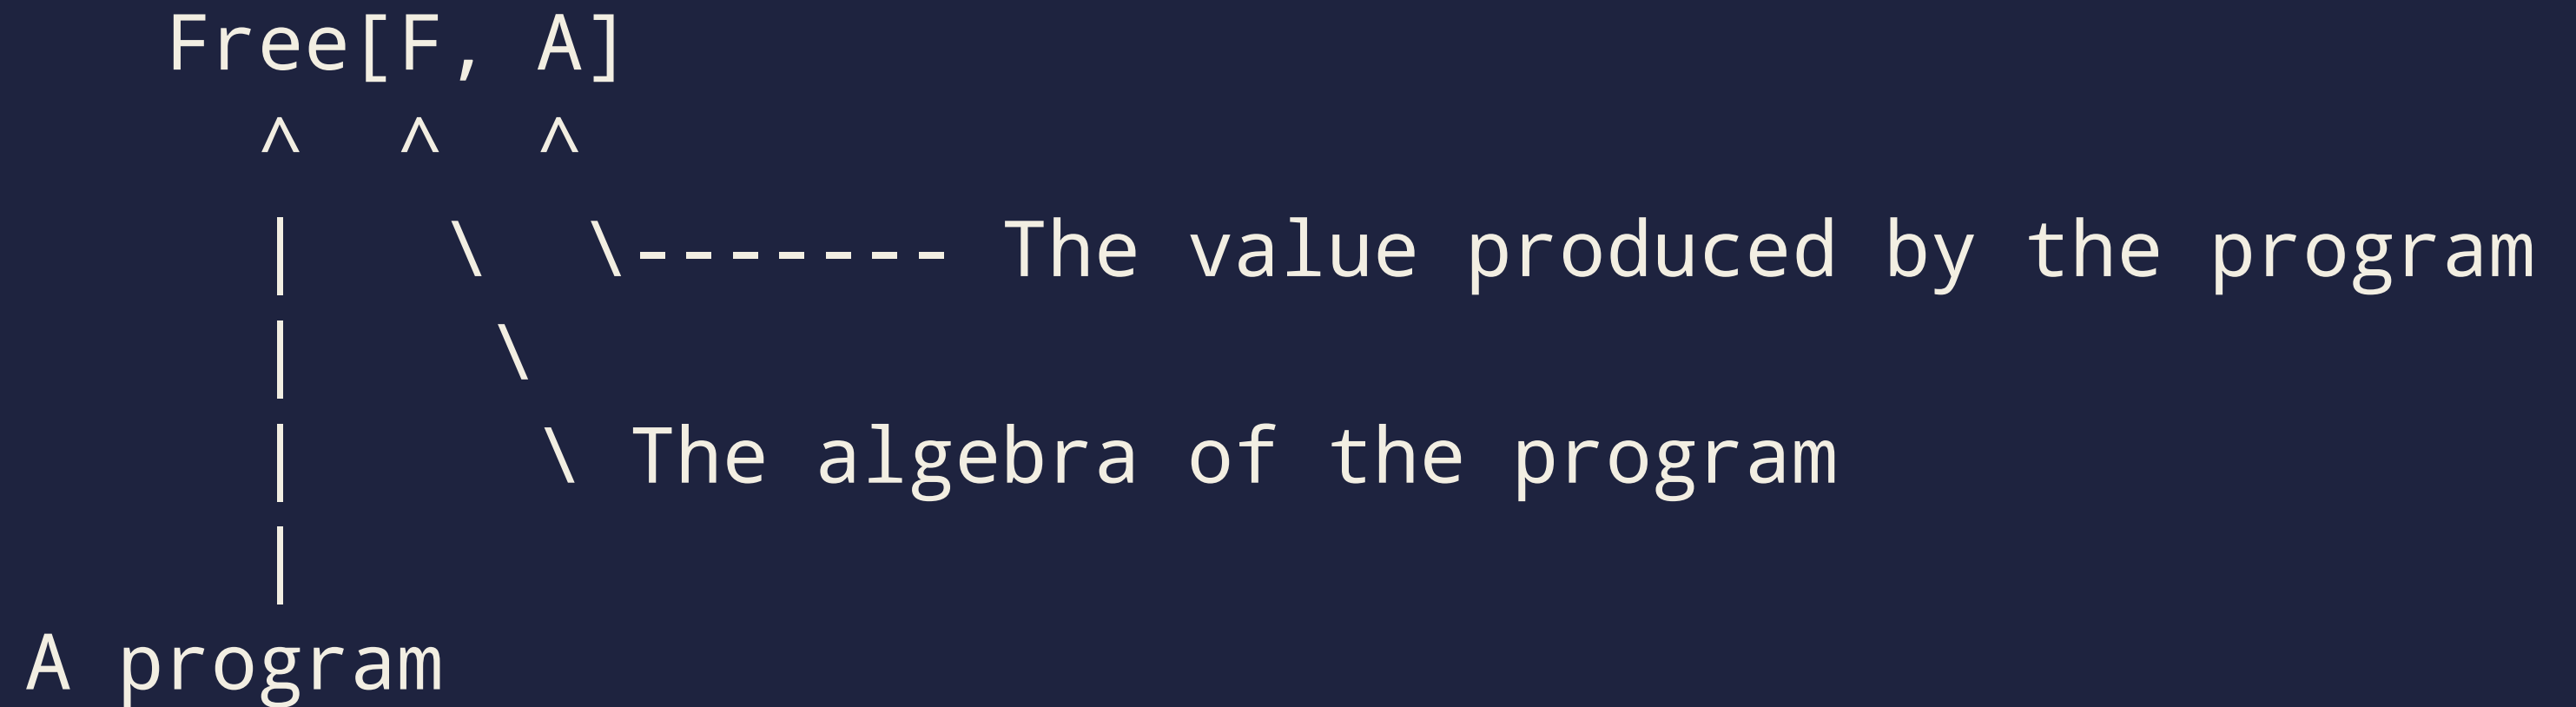 Free[F, A]
     ^  ^  ^
     |   \  \------- The value produced by the program
     |    \
     |     \ The algebra of the program
     |
A program